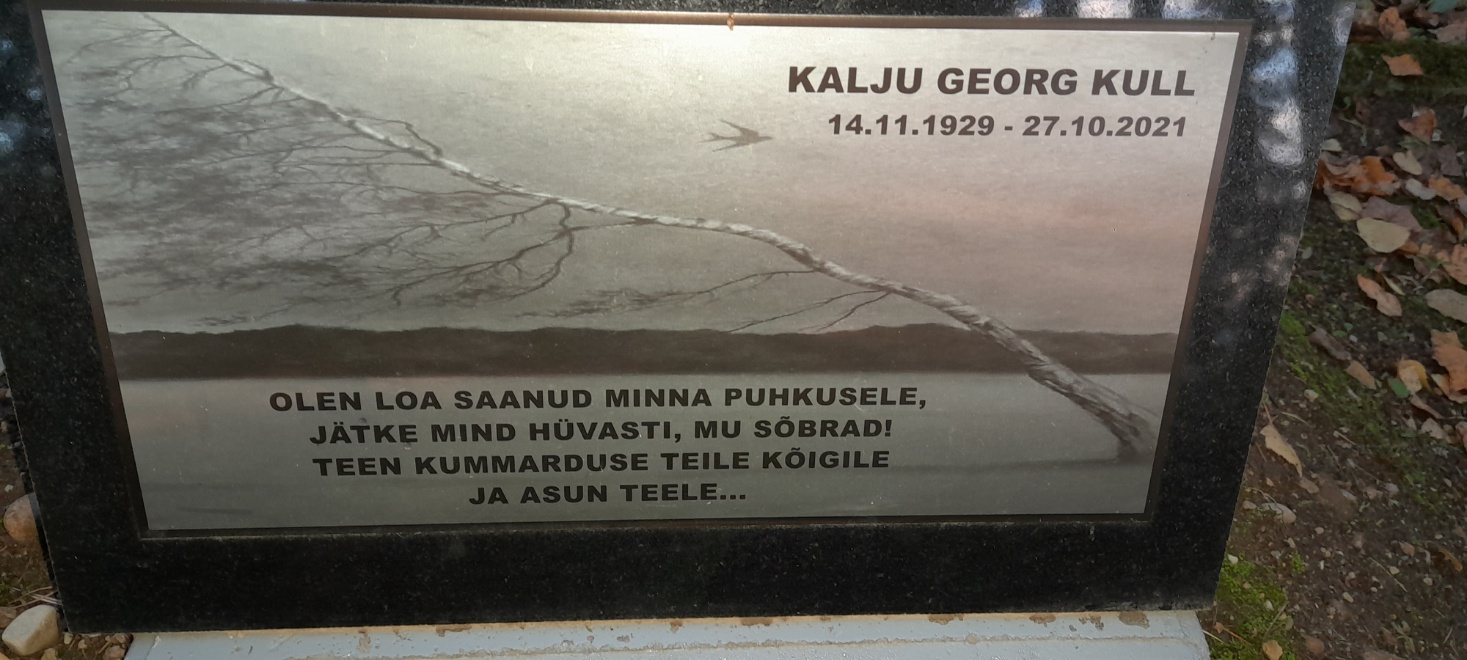 KALJU GEORG KULL
14.11.1929 - 27.10.2021
OLEN LOA SAANUD MINNA PUHKUSELE,
JÄTKE MIND HÜVASTI, MU SÕBRAD!
TEEN KUMMARDUSE TEILE KÕIGILE
JA ASUN TEELE...